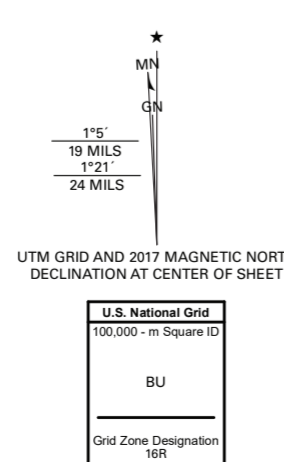 ★
MN
GN
1°5´
19 MILS
1°21´
24 MILS
UTM GRID AND 2017 MAGNETIC NORT
DECLINATION AT CENTER OF SHEET
U.S. National Grid
100,000 - m Square ID
BU
Grid Zone Designation
16R